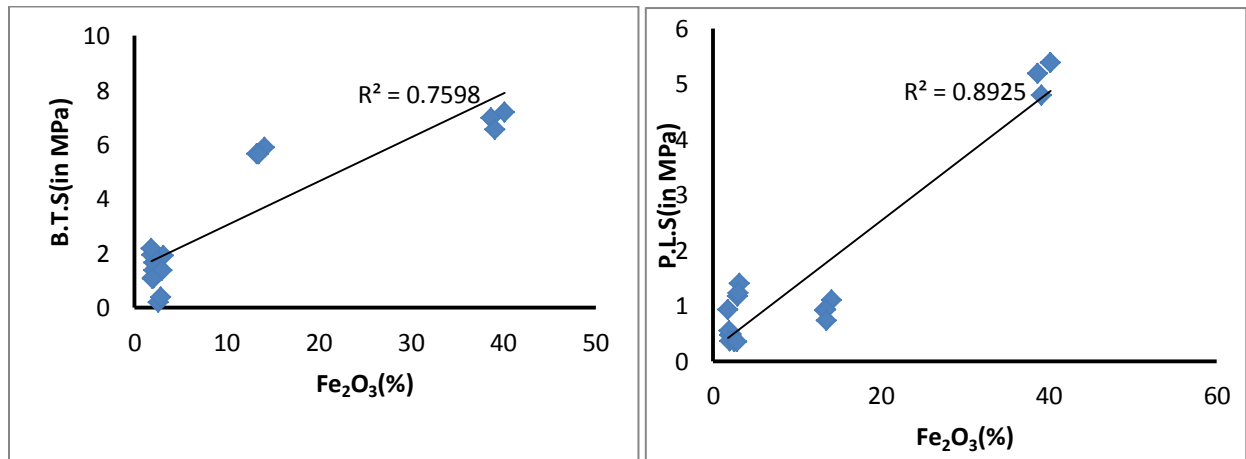 10
8
6
4
2
0
B.T.S(in MPa)
R² = 0.7598
0 10 20 30 40 50
Fe₂O₃(%)
6
5
4
3
2
1
0
P.L.S(in MPa)
R² = 0.8925
0 20 40 60
Fe₂O₃(%)